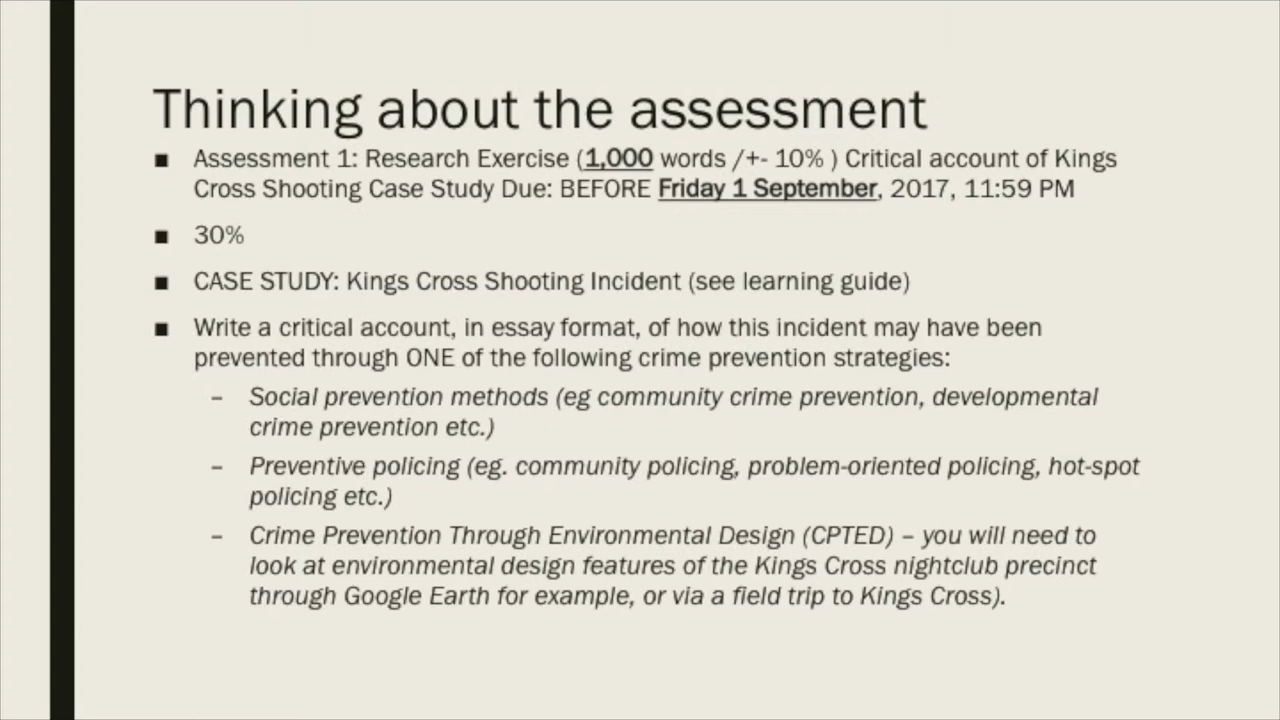 Thinking about the assessment
■ Assessment 1: Research Exercise (1,000 words /+- 10% ) Critical account of Kings
Cross Shooting Case Study Due: BEFORE Friday 1 September, 2017, 11:59 PM
■ 30%
■ CASE STUDY: Kings Cross Shooting Incident (see learning guide)
■ Write a critical account, in essay format, of how this incident may have been
prevented through ONE of the following crime prevention strategies:
– Social prevention methods (eg community crime prevention, developmental
crime prevention etc.)
– Preventive policing (eg. community policing, problem-oriented policing, hot-spot
policing etc.)
– Crime Prevention Through Environmental Design (CPTED) – you will need to
look at environmental design features of the Kings Cross nightclub precinct
through Google Earth for example, or via a field trip to Kings Cross).